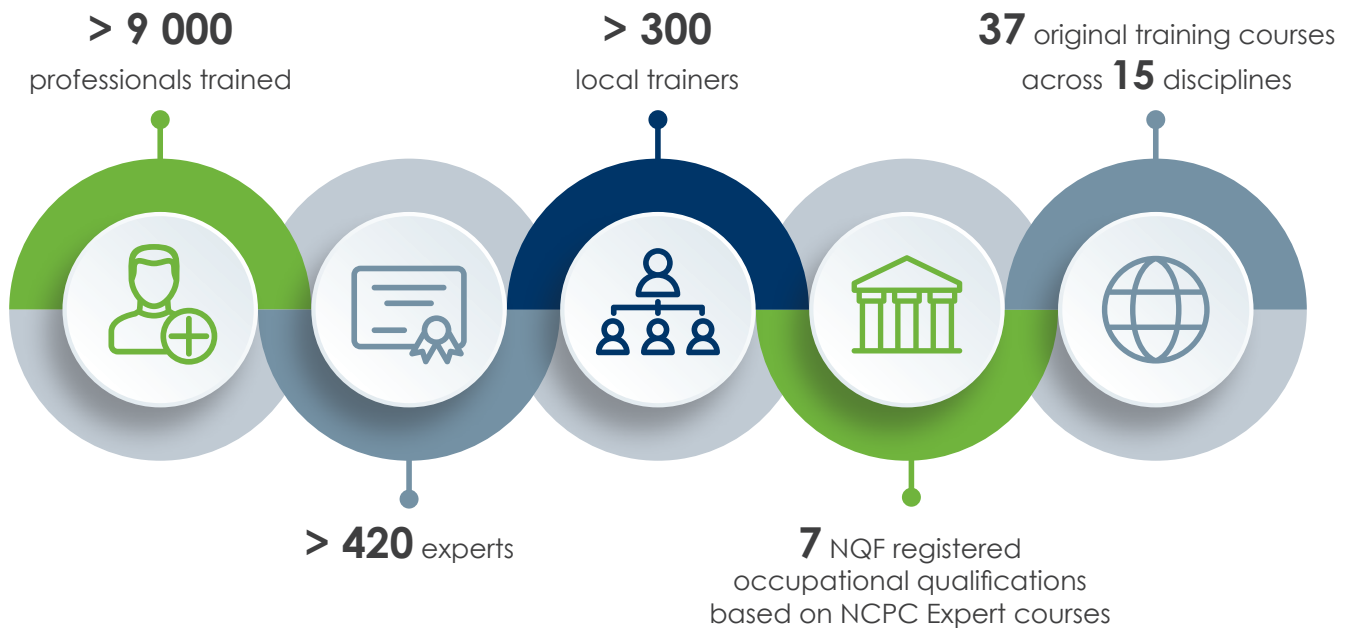 > 9 000
professionals trained
> 420 experts
> 300
local trainers
7 NQF registered
occupational qualifications
based on NCPC Expert courses
37 original training courses
across 15 disciplines